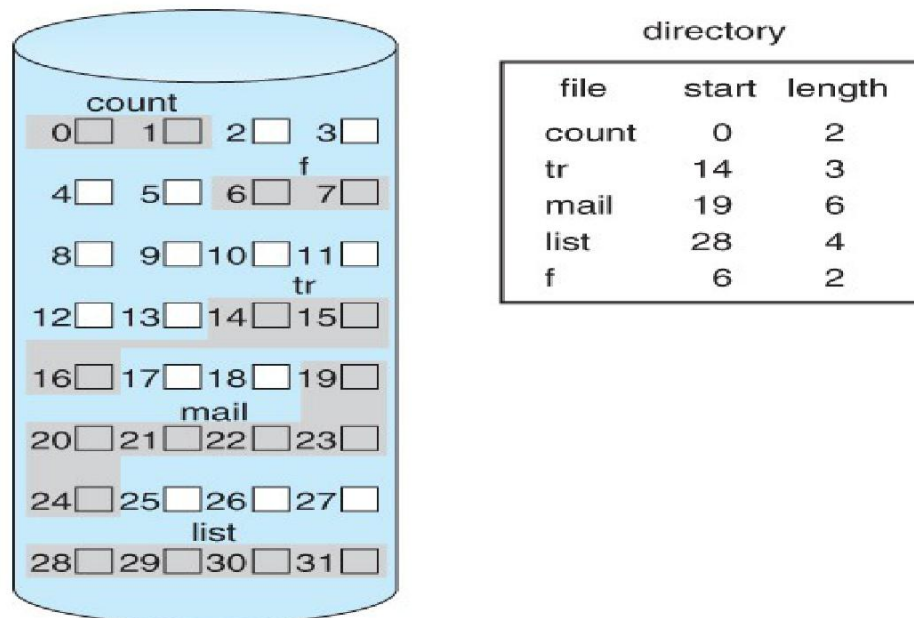 count
0 1 2 3
f
4 5 6 7
8 9 10 11
tr
12 13 14 15
16 17 18 19
mail
20 21 22 23
24 25 26 27
list
28 29 30 31
directory
file start length
count 0 2
tr 14 3
mail 19 6
list 28 4
f 6 2